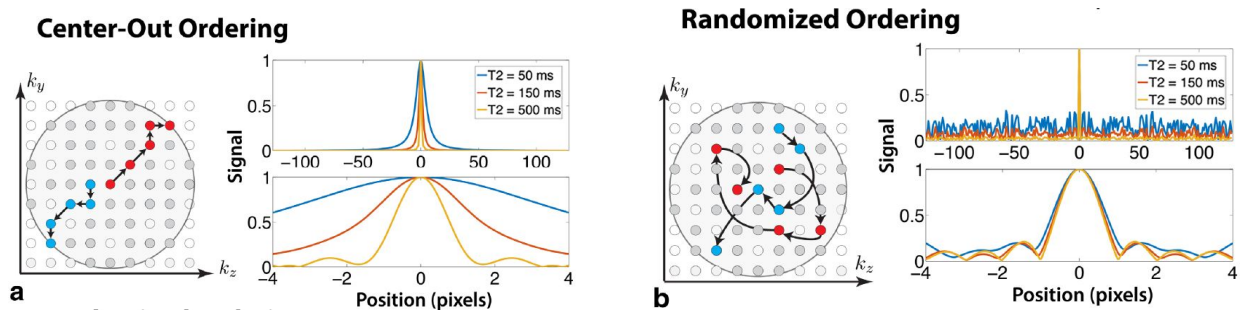 Center-Out Ordering
ky
kz
a
Signal
1
0.5
0
-100
-50
0
50
100
T2 = 50 ms
T2 = 150 ms
T2 = 500 ms
1
0.5
0
-4
-2
0
2
4
Position (pixels)
Randomized Ordering
ky
kz
b
Signal
1
0.5
0
-100
-50
0
50
100
T2 = 50 ms
T2 = 150 ms
T2 = 500 ms
1
0.5
0
-4
-2
0
2
4
Position (pixels)